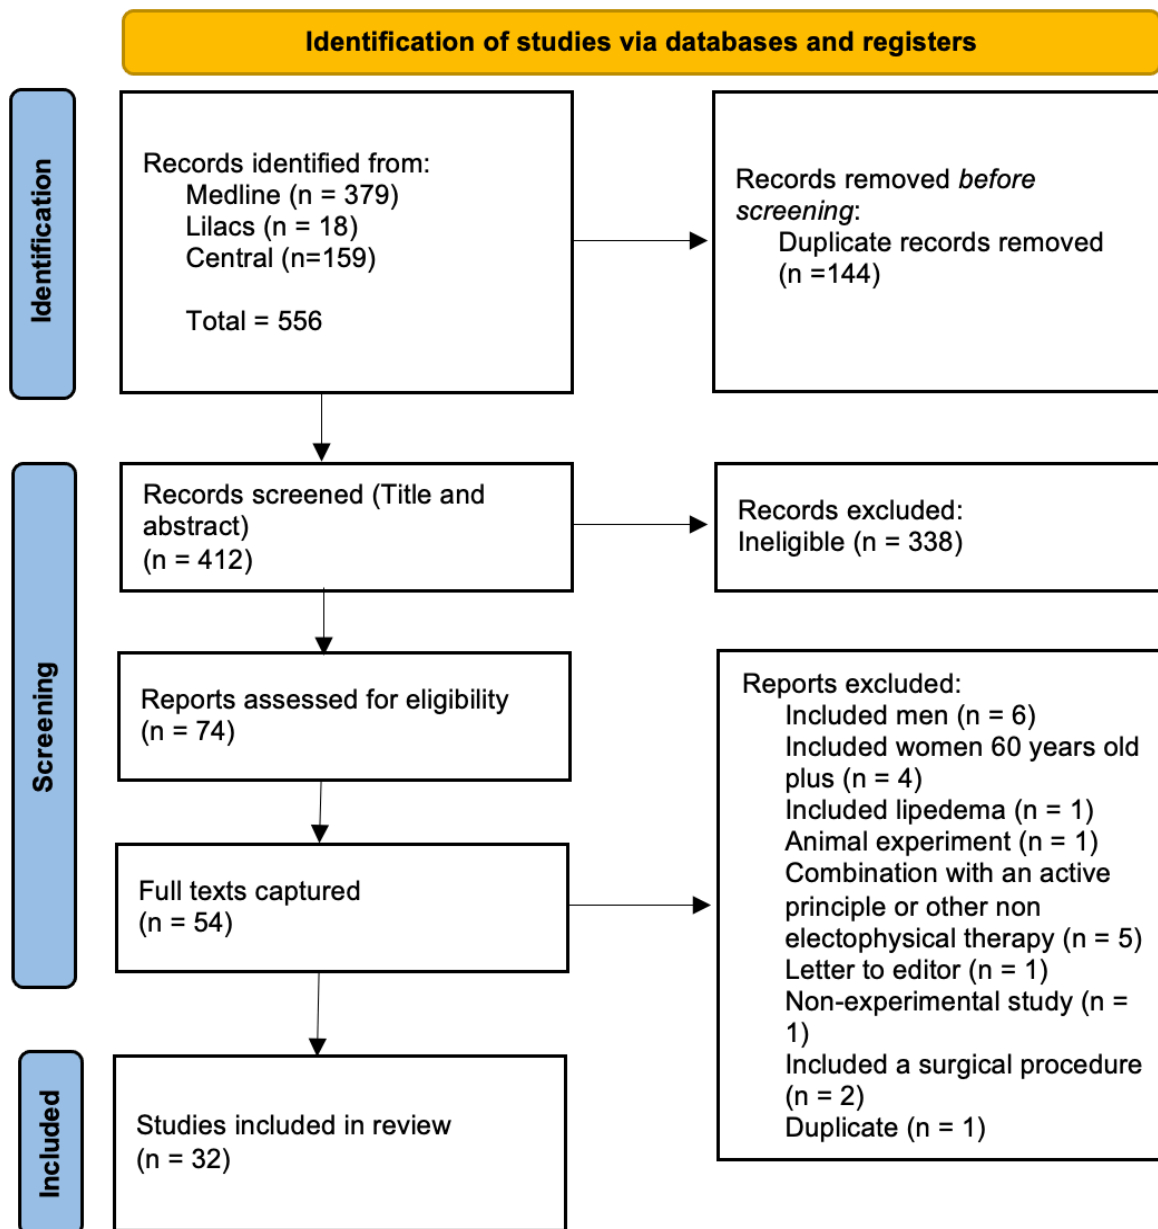 Identification of studies via databases and registers
Identification
Records identified from:
Medline (n = 379)
Lilacs (n = 18)
Central (n=159)
Total = 556
Records removed before
screening:
Duplicate records removed
(n =144)
Screening
Records screened (Title and
abstract)
(n = 412)
Records excluded:
Ineligible (n = 338)
Reports assessed for eligibility
(n = 74)
Full texts captured
(n = 54)
Reports excluded:
Included men (n = 6)
Included women 60 years old
plus (n = 4)
Included lipedema (n = 1)
Animal experiment (n = 1)
Combination with an active
principle or other non
electophysical therapy (n = 5)
Letter to editor (n = 1)
Non-experimental study (n =
1)
Included a surgical procedure
(n = 2)
Duplicate (n = 1)
Included
Studies included in review
(n = 32)